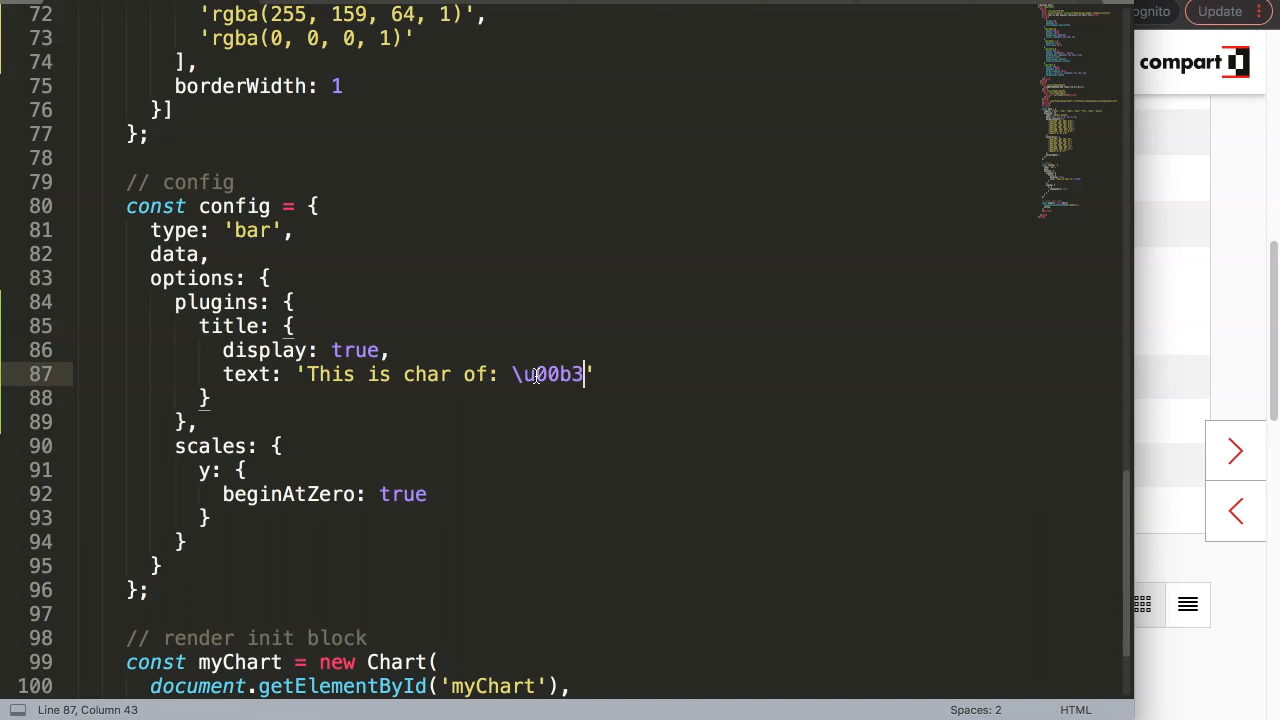 72 'rgba(255, 159, 64, 1)',
73 'rgba(0, 0, 0, 1)'
74 ],
75 borderWidth: 1
76 }]
77 };
78
79 // config
80 const config = {
81 type: 'bar',
82 data,
83 options: {
84 plugins: {
85 title: {
86 display: true,
87 text: 'This is char of: \u00b3'
88 }
89 },
90 scales: {
91 y: {
92 beginAtZero: true
93 }
94 }
95 }
96 };
97
98 // render init block
99 const myChart = new Chart(
100 document.getElementById('myChart'),
Line 87, Column 43
Spaces: 2
HTML
ognito
Update
compart